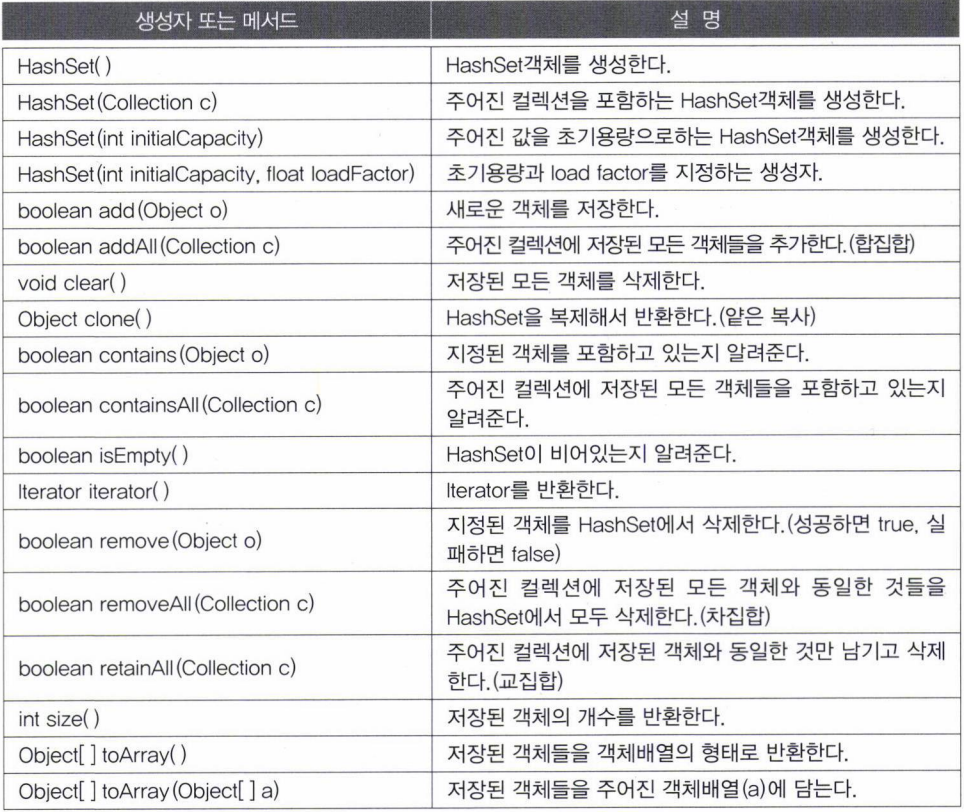 생성자 또는 메서드 설 명
HashSet( ) HashSet객체를 생성한다.
HashSet(Collection c) 주어진 컬렉션을 포함하는 HashSet객체를 생성한다.
HashSet(int initialCapacity) 주어진 값을 초기용량으로하는 HashSet객체를 생성한다.
HashSet(int initialCapacity, float loadFactor) 초기용량과 load factor를 지정하는 생성자.
boolean add(Object o) 새로운 객체를 저장한다.
boolean addAll(Collection c) 주어진 컬렉션에 저장된 모든 객체들을 추가한다.(합집합)
void clear( ) 저장된 모든 객체를 삭제한다.
Object clone( ) HashSet을 복제해서 반환한다.(얕은 복사)
boolean contains(Object o) 지정된 객체를 포함하고 있는지 알려준다.
boolean containsAll(Collection c) 주어진 컬렉션에 저장된 모든 객체들을 포함하고 있는지
알려준다.
boolean isEmpty( ) HashSet이 비어있는지 알려준다.
Iterator iterator( ) Iterator를 반환한다.
boolean remove(Object o) 지정된 객체를 HashSet에서 삭제한다.(성공하면 true, 실
패하면 false)
boolean removeAll(Collection c) 주어진 컬렉션에 저장된 모든 객체와 동일한 것들을
HashSet에서 모두 삭제한다.(차집합)
boolean retainAll(Collection c) 주어진 컬렉션에 저장된 객체와 동일한 것만 남기고 삭제
한다.(교집합)
int size( ) 저장된 객체의 개수를 반환한다.
Object[ ] toArray( ) 저장된 객체들을 객체배열의 형태로 반환한다.
Object[ ] toArray(Object[ ] a) 저장된 객체들을 주어진 객체배열(a)에 담는다.